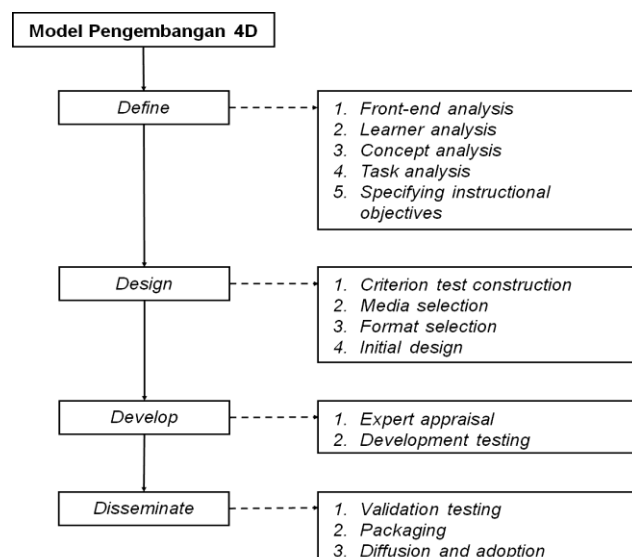 Model Pengembangan 4D
Define
1. Front-end analysis
2. Learner analysis
3. Concept analysis
4. Task analysis
5. Specifying instructional
objectives
Design
1. Criterion test construction
2. Media selection
3. Format selection
4. Initial design
Develop
1. Expert appraisal
2. Development testing
Disseminate
1. Validation testing
2. Packaging
3. Diffusion and adoption